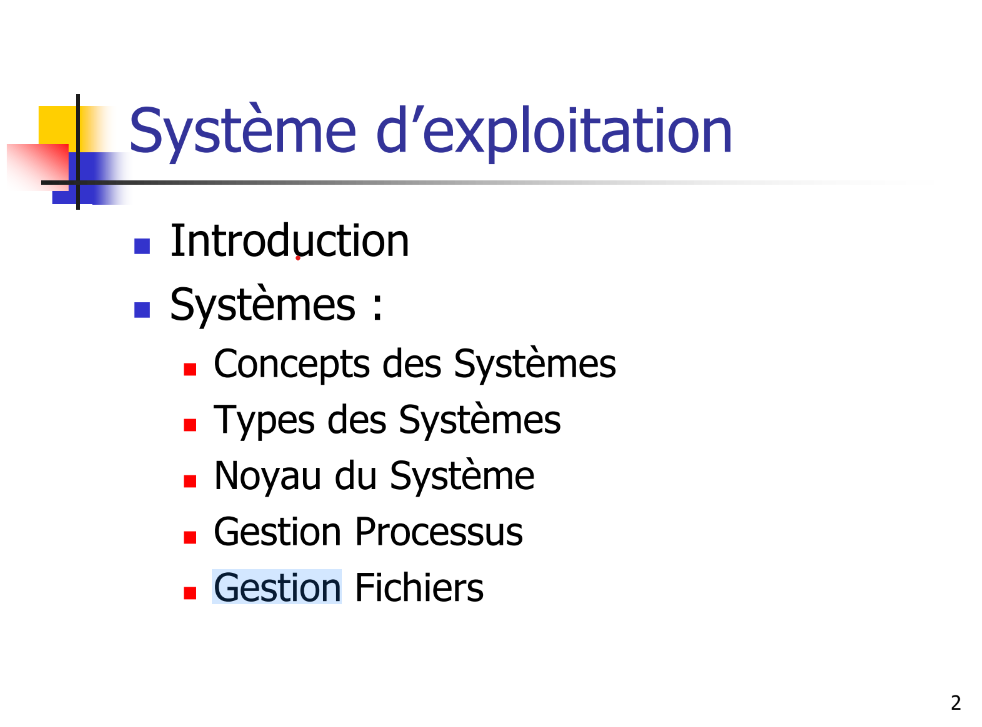 Système d’exploitation
Introduction
Systèmes :
Concepts des Systèmes
Types des Systèmes
Noyau du Système
Gestion Processus
Gestion Fichiers
2